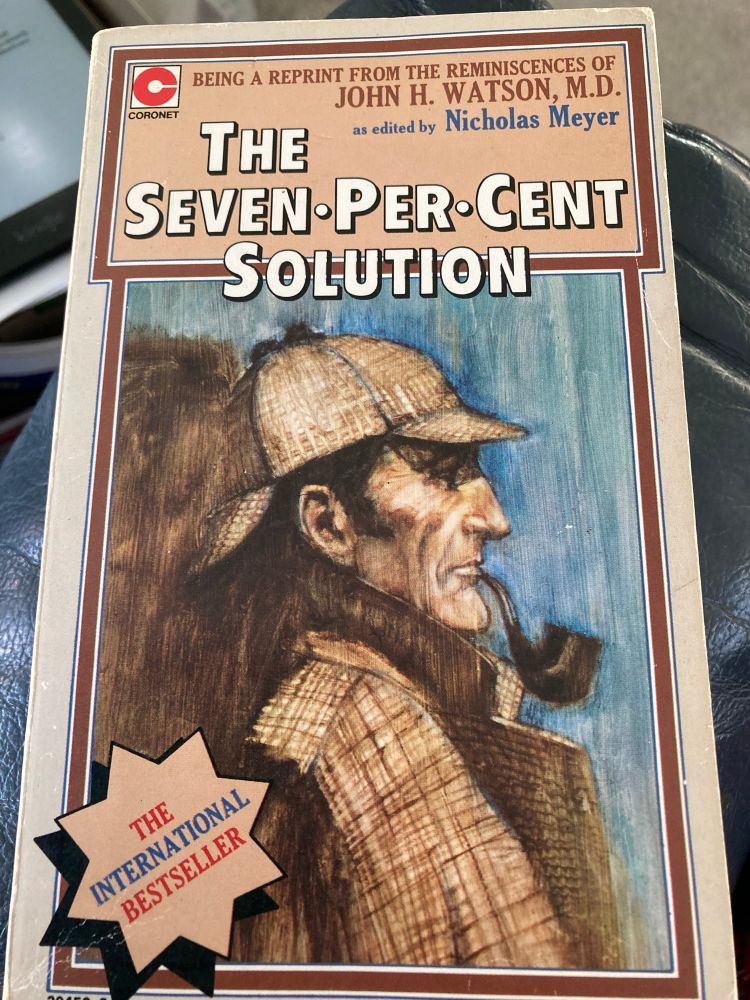 BEING A REPRINT FROM THE REMINISCENCES OF
JOHN H. WATSON, M.D.
CORONET
as edited by Nicholas Meyer
THE
SEVEN·PER·CENT
SOLUTION
THE
INTERNATIONAL
BESTSELLER